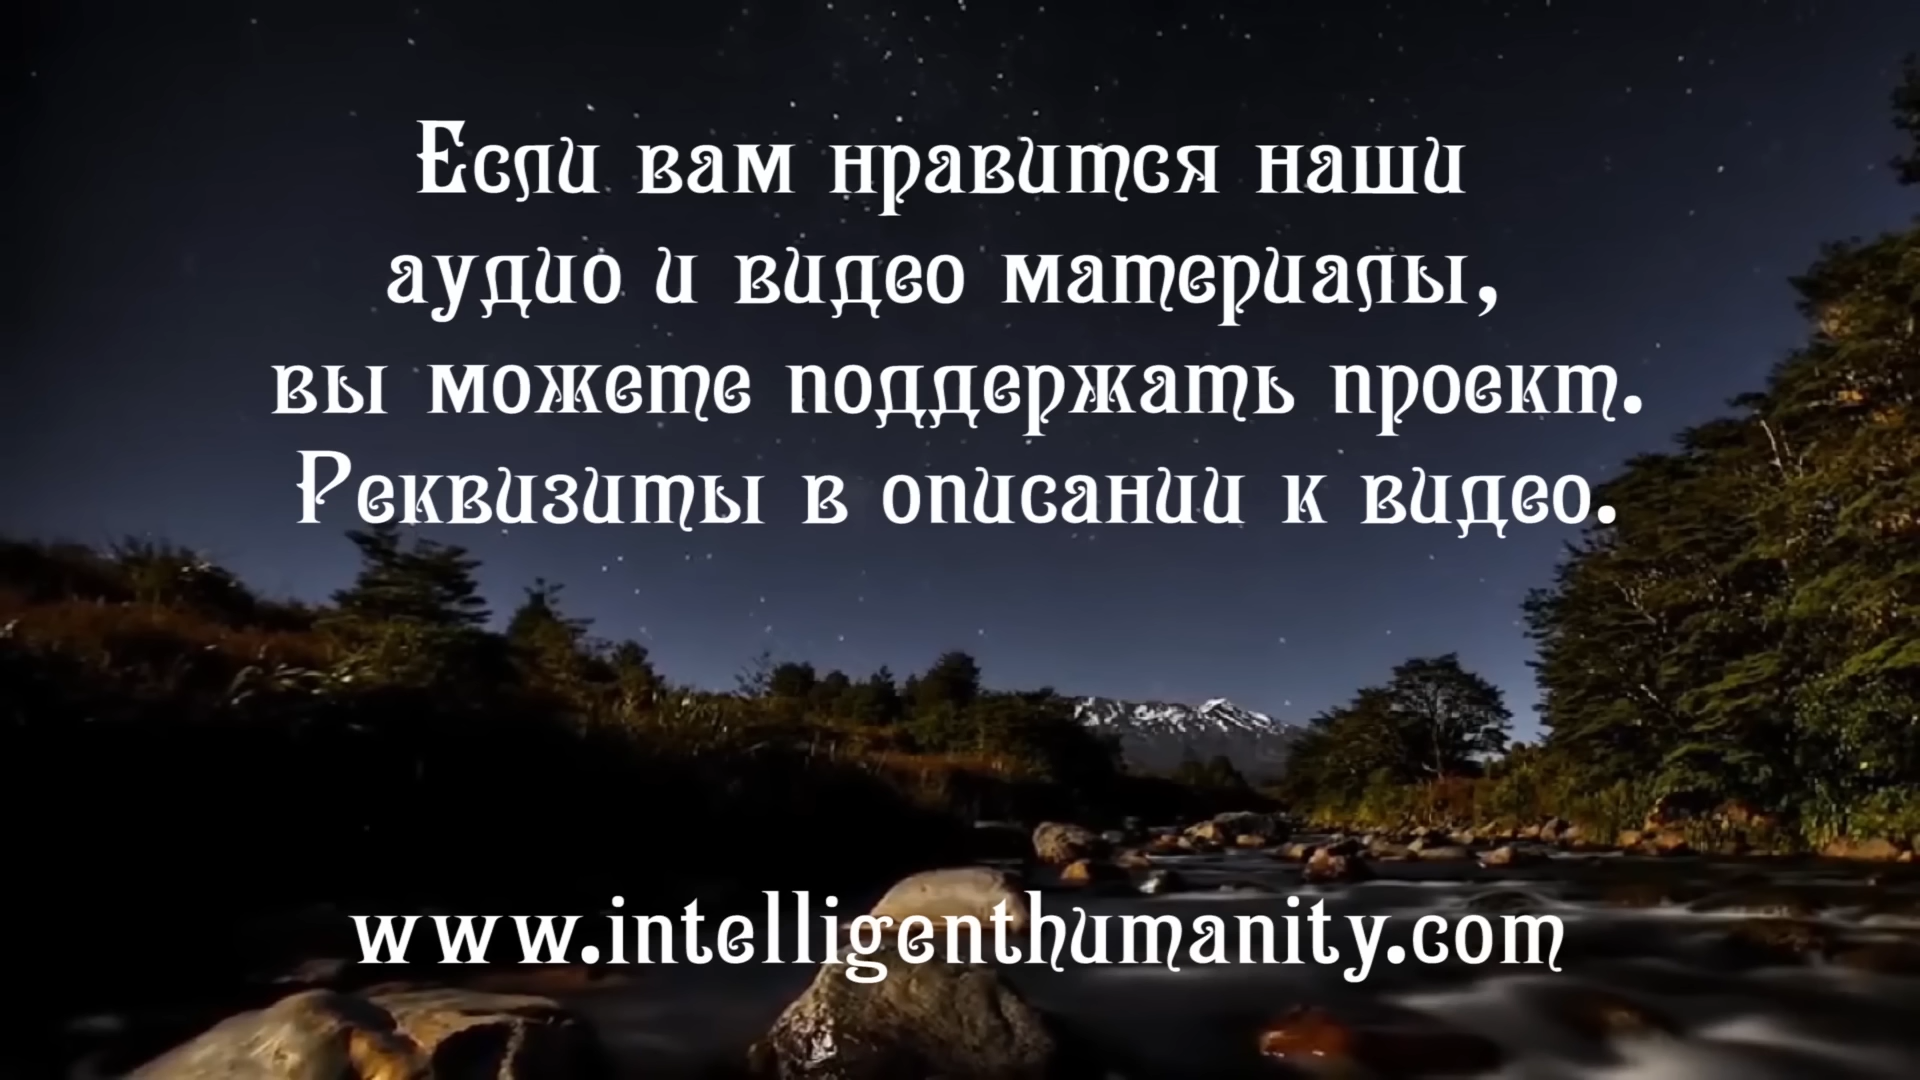 Если вам нравится наши
аудио и видео материалы,
вы можете поддержать проект.
Реквизиты в описании к видео.
www.intelligenthumanity.com